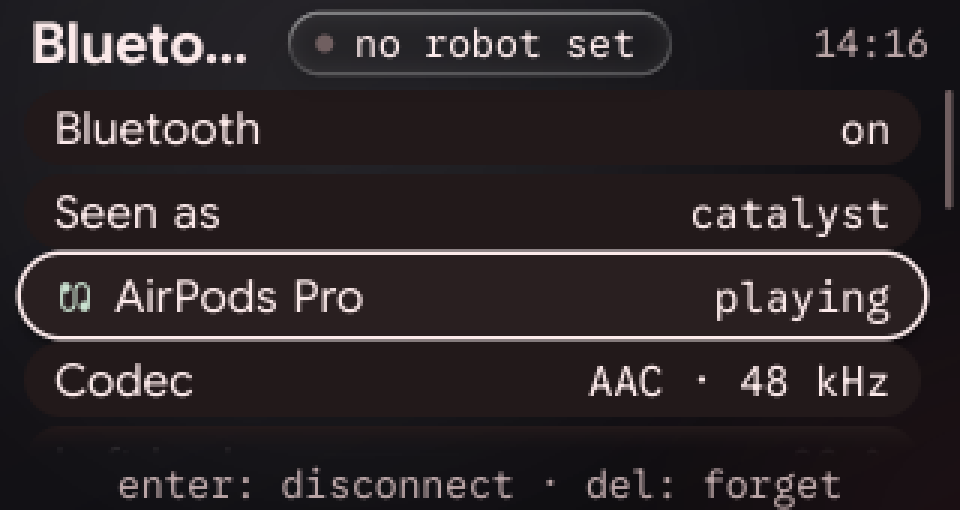 Blueto... no robot set 14:16
Bluetooth on
Seen as catalyst
AirPods Pro playing
Codec AAC · 48 kHz
enter: disconnect · del: forget